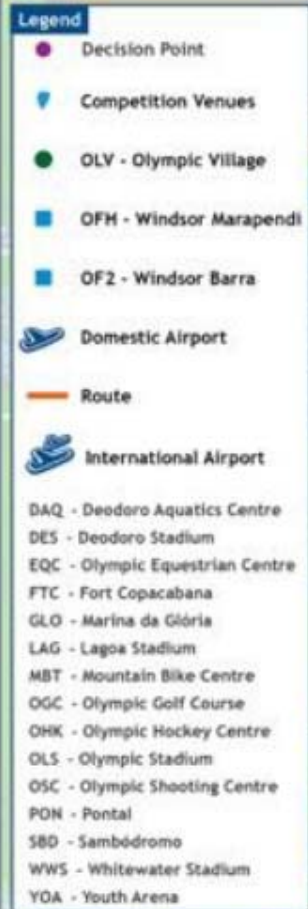 Legend
Decision Point
Competition Venues
OLV - Olympic Village
OFH - Windsor Marapendi
OF2 - Windsor Barra
Domestic Airport
Route
International Airport
DAQ - Deodoro Aquatics Centre
DES - Deodoro Stadium
EQC - Olympic Equestrian Centre
FTC - Fort Copacabana
GLO - Marina da Glória
LAG - Lagoa Stadium
MBT - Mountain Bike Centre
OGC - Olympic Golf Course
OHK - Olympic Hockey Centre
OLS - Olympic Stadium
OSC - Olympic Shooting Centre
PON - Pontal
SBD - Sambódromo
WWS - Whitewater Stadium
YOA - Youth Arena